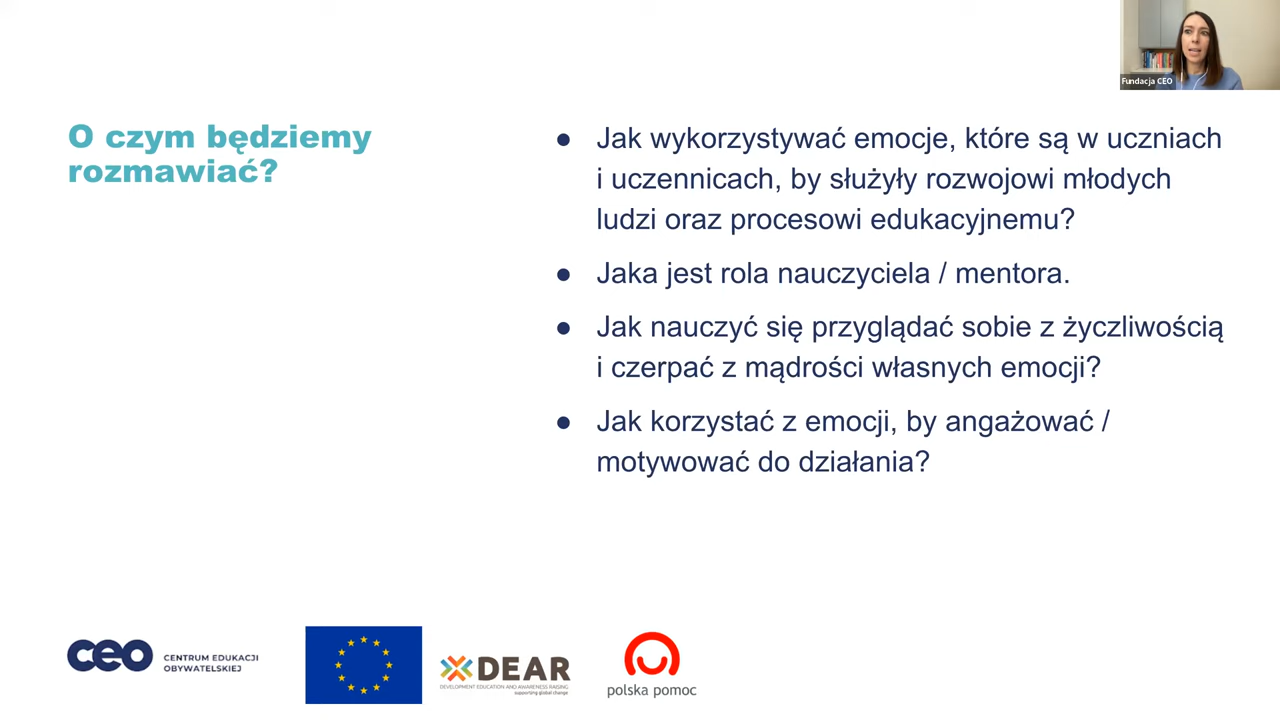 Fundacja CEO
O czym będziemy
rozmawiać?
● Jak wykorzystywać emocje, które są w uczniach
i uczennicach, by służyły rozwojowi młodych
ludzi oraz procesowi edukacyjnemu?
● Jaka jest rola nauczyciela / mentora.
● Jak nauczyć się przyglądać sobie z życzliwością
i czerpać z mądrości własnych emocji?
● Jak korzystać z emocji, by angażować /
motywować do działania?
ceo
CENTRUM EDUKACJI
OBYWATELSKIEJ
DEAR
DEVELOPMENT EDUCATION AND AWARENESS RAISING
supporting global change
polska pomoc